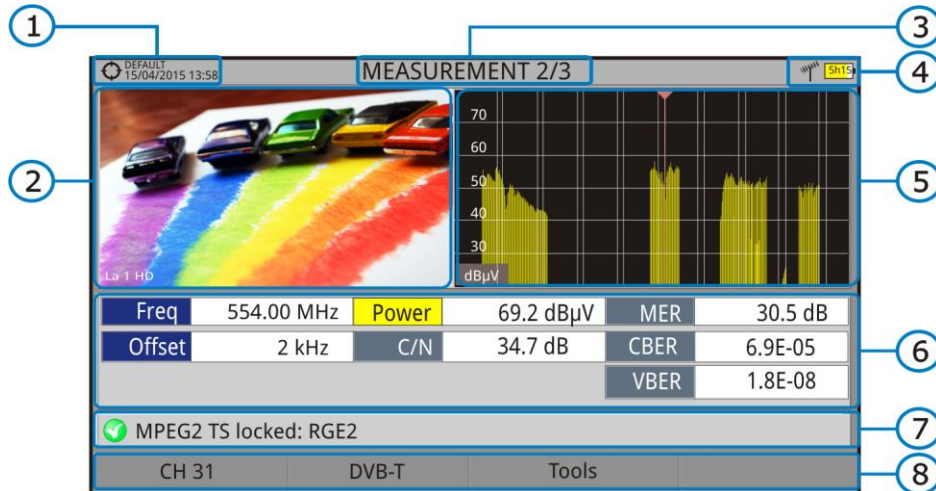 1
3
DEFAULT
15/04/2015 13:58
MEASUREMENT 2/3
5h15
4
70
60
50
40
30
dBµV
2
La 1 HD
5
Freq 554.00 MHz Power 69.2 dBµV MER 30.5 dB
Offset 2 kHz C/N 34.7 dB CBER 6.9E-05
VBER 1.8E-08
6
MPEG2 TS locked: RGE2
7
CH 31 DVB-T Tools
8